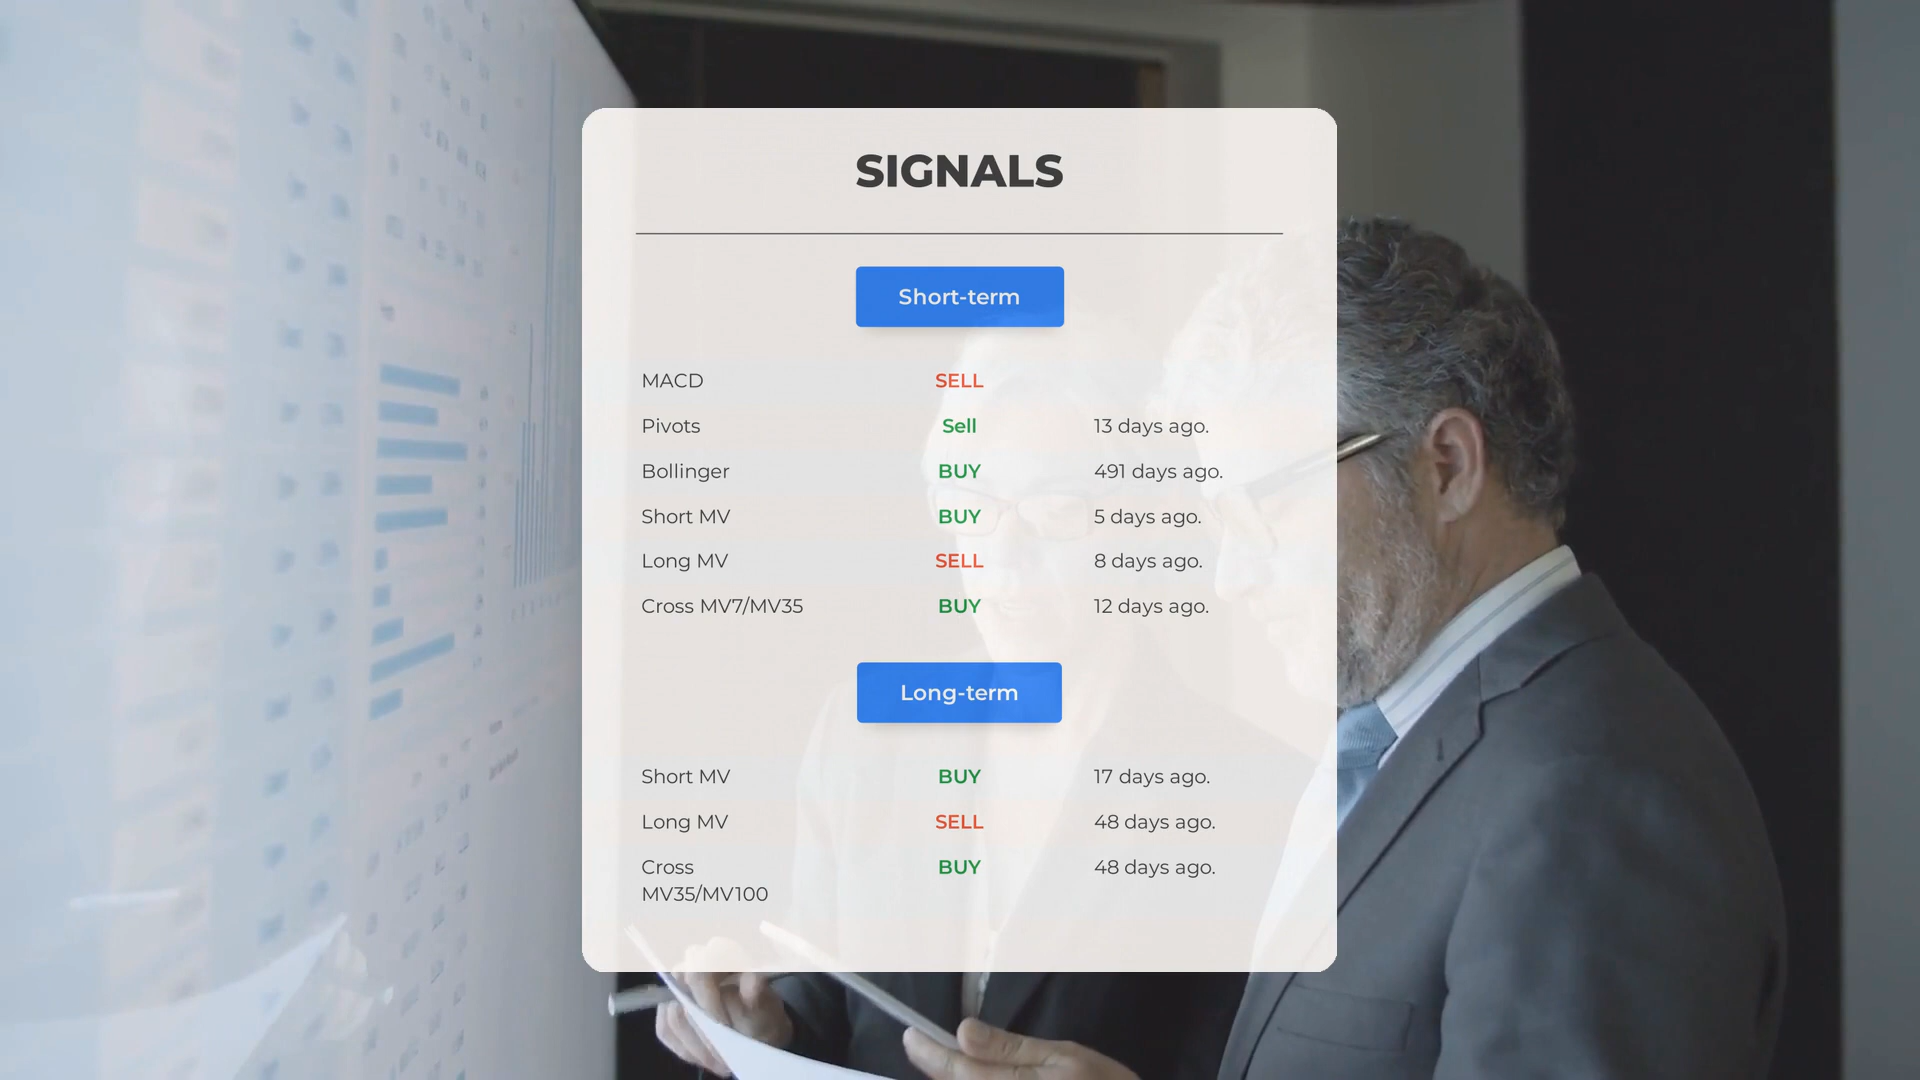 SIGNALS
Short-term
MACD SELL
Pivots Sell 13 days ago.
Bollinger BUY 491 days ago.
Short MV BUY 5 days ago.
Long MV SELL 8 days ago.
Cross MV7/MV35 BUY 12 days ago.
Long-term
Short MV BUY 17 days ago.
Long MV SELL 48 days ago.
Cross BUY 48 days ago.
MV35/MV100